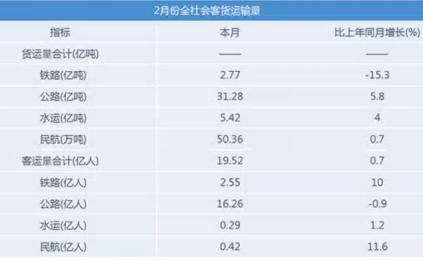 2月份全社会客货运输量
指标 本月 比上年同月增长(%)
货运量合计(亿吨) —— ——
铁路(亿吨) 2.77 -15.3
公路(亿吨) 31.28 5.8
水运(亿吨) 5.42 4
民航(万吨) 50.36 0.7
客运量合计(亿人) 19.52 0.7
铁路(亿人) 2.55 10
公路(亿人) 16.26 -0.9
水运(亿人) 0.29 1.2
民航(亿人) 0.42 11.6